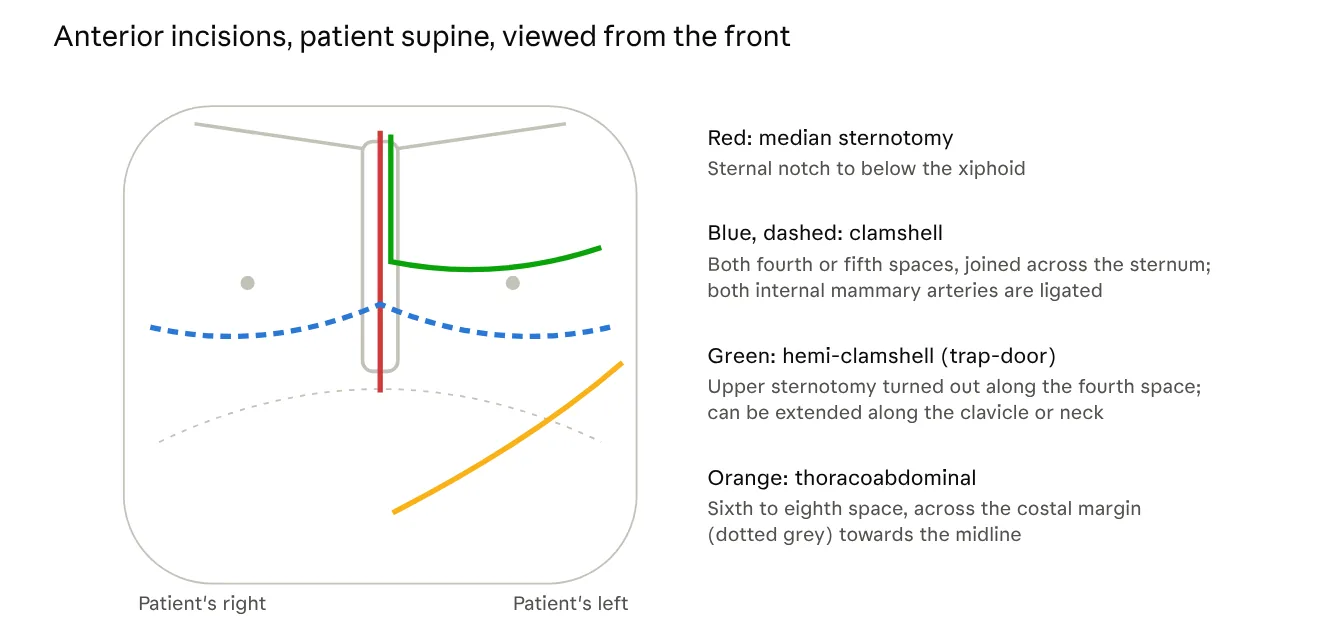 Anterior incisions, patient supine, viewed from the front
Red: median sternotomy
Sternal notch to below the xiphoid
Blue, dashed: clamshell
Both fourth or fifth spaces, joined across the sternum;
both internal mammary arteries are ligated
Green: hemi-clamshell (trap-door)
Upper sternotomy turned out along the fourth space;
can be extended along the clavicle or neck
Orange: thoracoabdominal
Sixth to eighth space, across the costal margin
(dotted grey) towards the midline
Patient's right
Patient's left